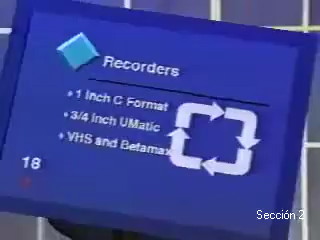 Recorders
• 1 Inch C Format
• 3/4 Inch UMatic
• VHS and Betamax
18
Sección 2